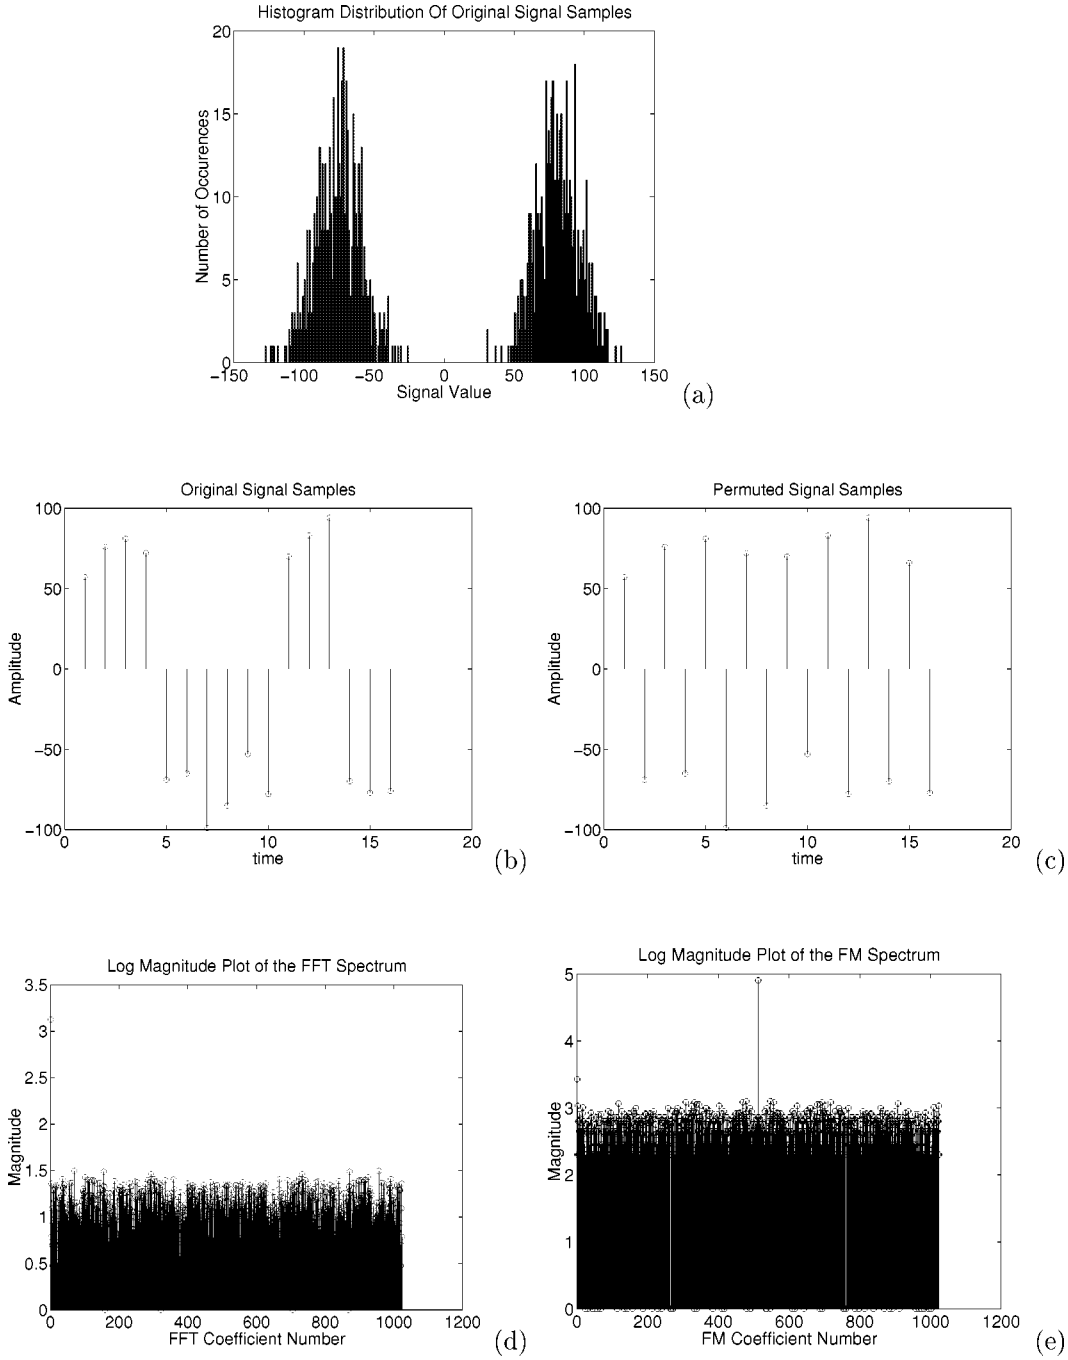 Histogram Distribution Of Original Signal Samples
20
15
10
5
0
Number of Occurences
−150 −100 −50 0 50 100 150
Signal Value
(a)
Original Signal Samples
100
50
0
−50
−100
Amplitude
0 5 10 15 20
time
(b)
Permuted Signal Samples
100
50
0
−50
−100
Amplitude
0 5 10 15 20
time
(c)
Log Magnitude Plot of the FFT Spectrum
3.5
3
2.5
2
1.5
1
0.5
0
Magnitude
0 200 400 600 800 1000 1200
FFT Coefficient Number
(d)
Log Magnitude Plot of the FM Spectrum
5
4
3
2
1
0
Magnitude
0 200 400 600 800 1000 1200
FM Coefficient Number
(e)